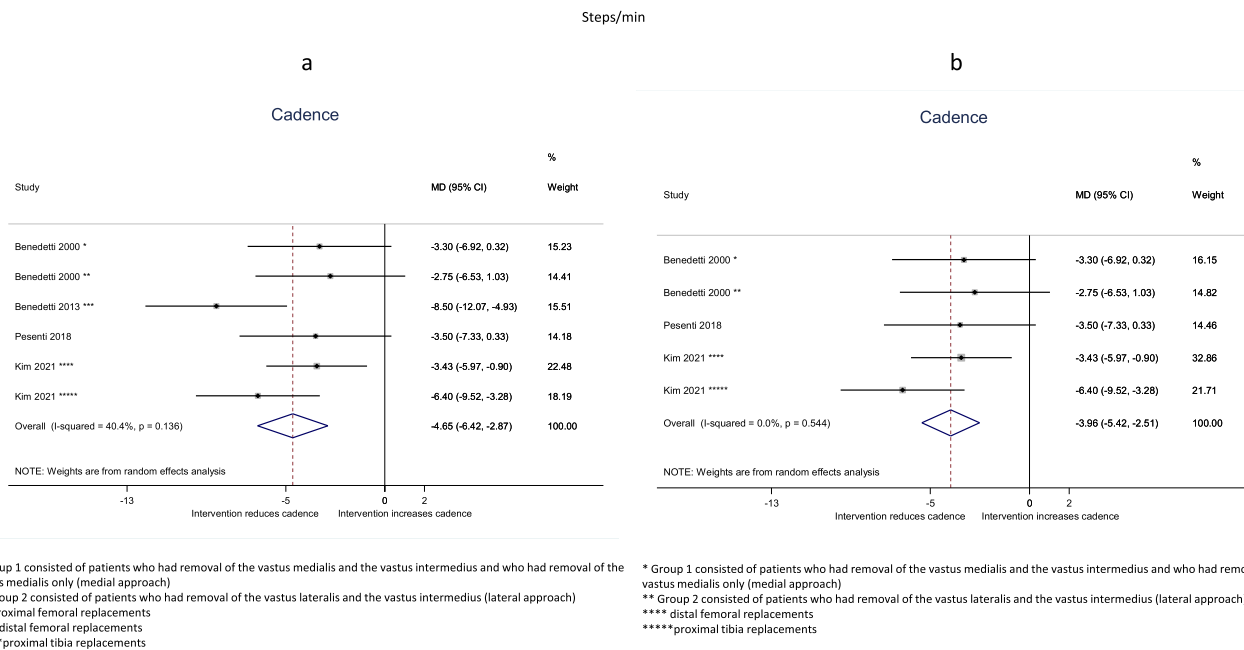 Steps/min
a
Cadence
%
Study MD (95% CI) Weight
Benedetti 2000 * -3.30 (-6.92, 0.32) 15.23
Benedetti 2000 ** -2.75 (-6.53, 1.03) 14.41
Benedetti 2013 *** -8.50 (-12.07, -4.93) 15.51
Pesenti 2018 -3.50 (-7.33, 0.33) 14.18
Kim 2021 **** -3.43 (-5.97, -0.90) 22.48
Kim 2021 ***** -6.40 (-9.52, -3.28) 18.19
Overall (I-squared = 40.4%, p = 0.136) -4.65 (-6.42, -2.87) 100.00
NOTE: Weights are from random effects analysis
-13 -5 0 2
Intervention reduces cadence Intervention increases cadence
up 1 consisted of patients who had removal of the vastus medialis and the vastus intermedius and who had removal of the
s medialis only (medial approach)
oup 2 consisted of patients who had removal of the vastus lateralis and the vastus intermedius (lateral approach)
roximal femoral replacements
distal femoral replacements
*proximal tibia replacements
b
Cadence
%
Study MD (95% CI) Weight
Benedetti 2000 * -3.30 (-6.92, 0.32) 16.15
Benedetti 2000 ** -2.75 (-6.53, 1.03) 14.82
Pesenti 2018 -3.50 (-7.33, 0.33) 14.46
Kim 2021 **** -3.43 (-5.97, -0.90) 32.86
Kim 2021 ***** -6.40 (-9.52, -3.28) 21.71
Overall (I-squared = 0.0%, p = 0.544) -3.96 (-5.42, -2.51) 100.00
NOTE: Weights are from random effects analysis
-13 -5 0 2
Intervention reduces cadence Intervention increases cadence
* Group 1 consisted of patients who had removal of the vastus medialis and the vastus intermedius and who had remo
vastus medialis only (medial approach)
** Group 2 consisted of patients who had removal of the vastus lateralis and the vastus intermedius (lateral approach
**** distal femoral replacements
*****proximal tibia replacements